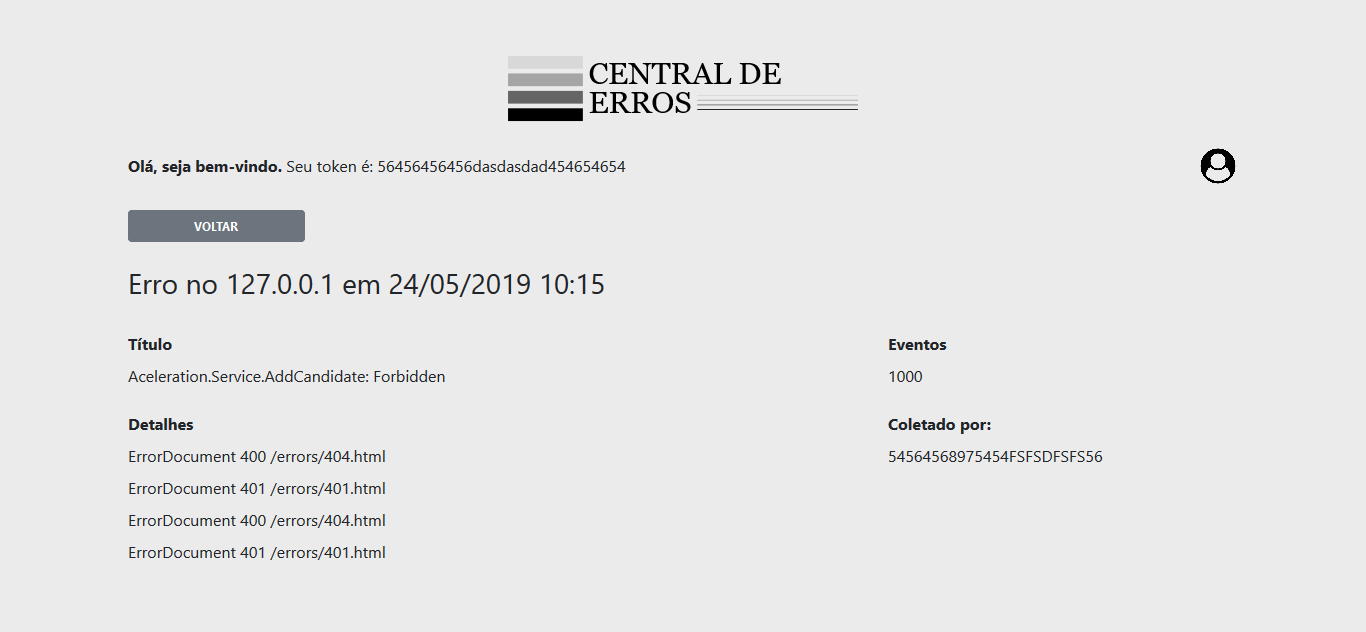 CENTRAL DE
ERROS
Olá, seja bem-vindo. Seu token é: 56456456456dasdasdad454654654
VOLTAR
Erro no 127.0.0.1 em 24/05/2019 10:15
Título
Aceleration.Service.AddCandidate: Forbidden
Eventos
1000
Detalhes
ErrorDocument 400 /errors/404.html
ErrorDocument 401 /errors/401.html
ErrorDocument 400 /errors/404.html
ErrorDocument 401 /errors/401.html
Coletado por:
54564568975454FSFSDFSFS56